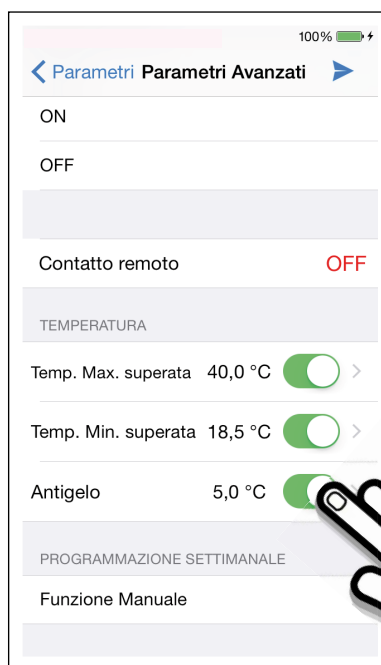 100%
Parametri Parametri Avanzati
ON
OFF
Contatto remoto OFF
TEMPERATURA
Temp. Max. superata 40,0 °C
Temp. Min. superata 18,5 °C
Antigelo 5,0 °C
PROGRAMMAZIONE SETTIMANALE
Funzione Manuale